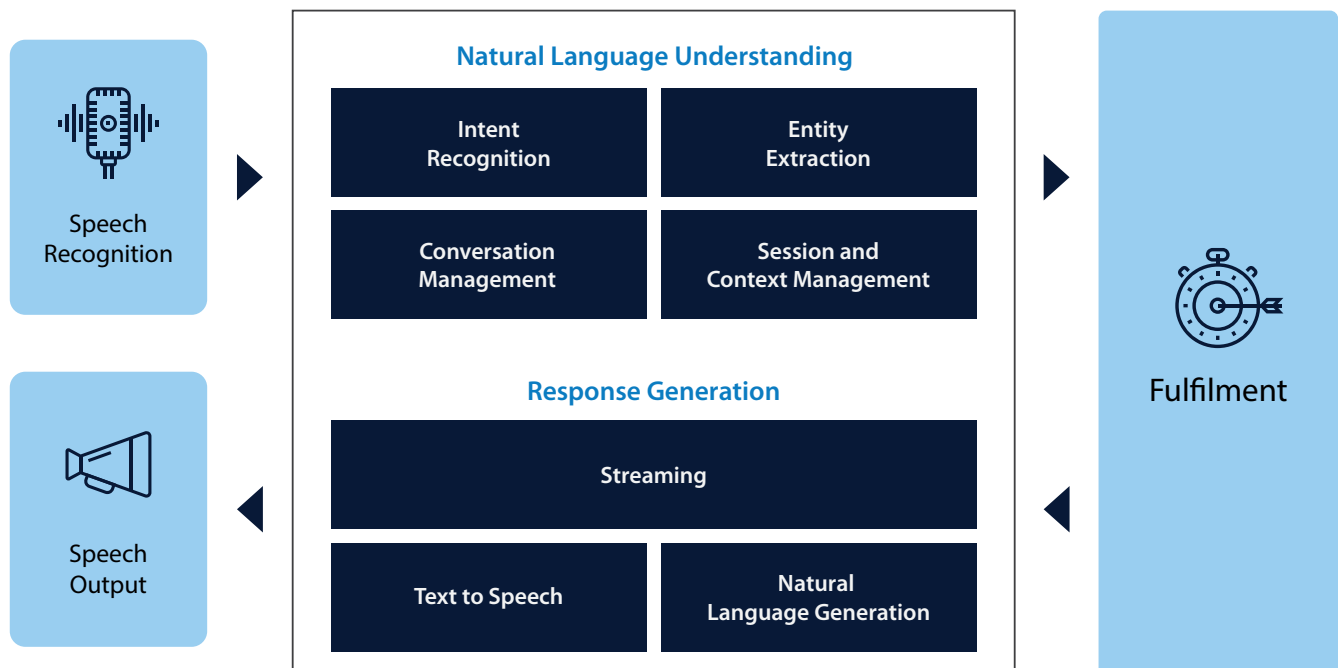 Speech
Recognition
Natural Language Understanding
Intent
Recognition
Entity
Extraction
Conversation
Management
Session and
Context Management
Fulfilment
Speech
Output
Response Generation
Streaming
Text to Speech
Natural
Language Generation